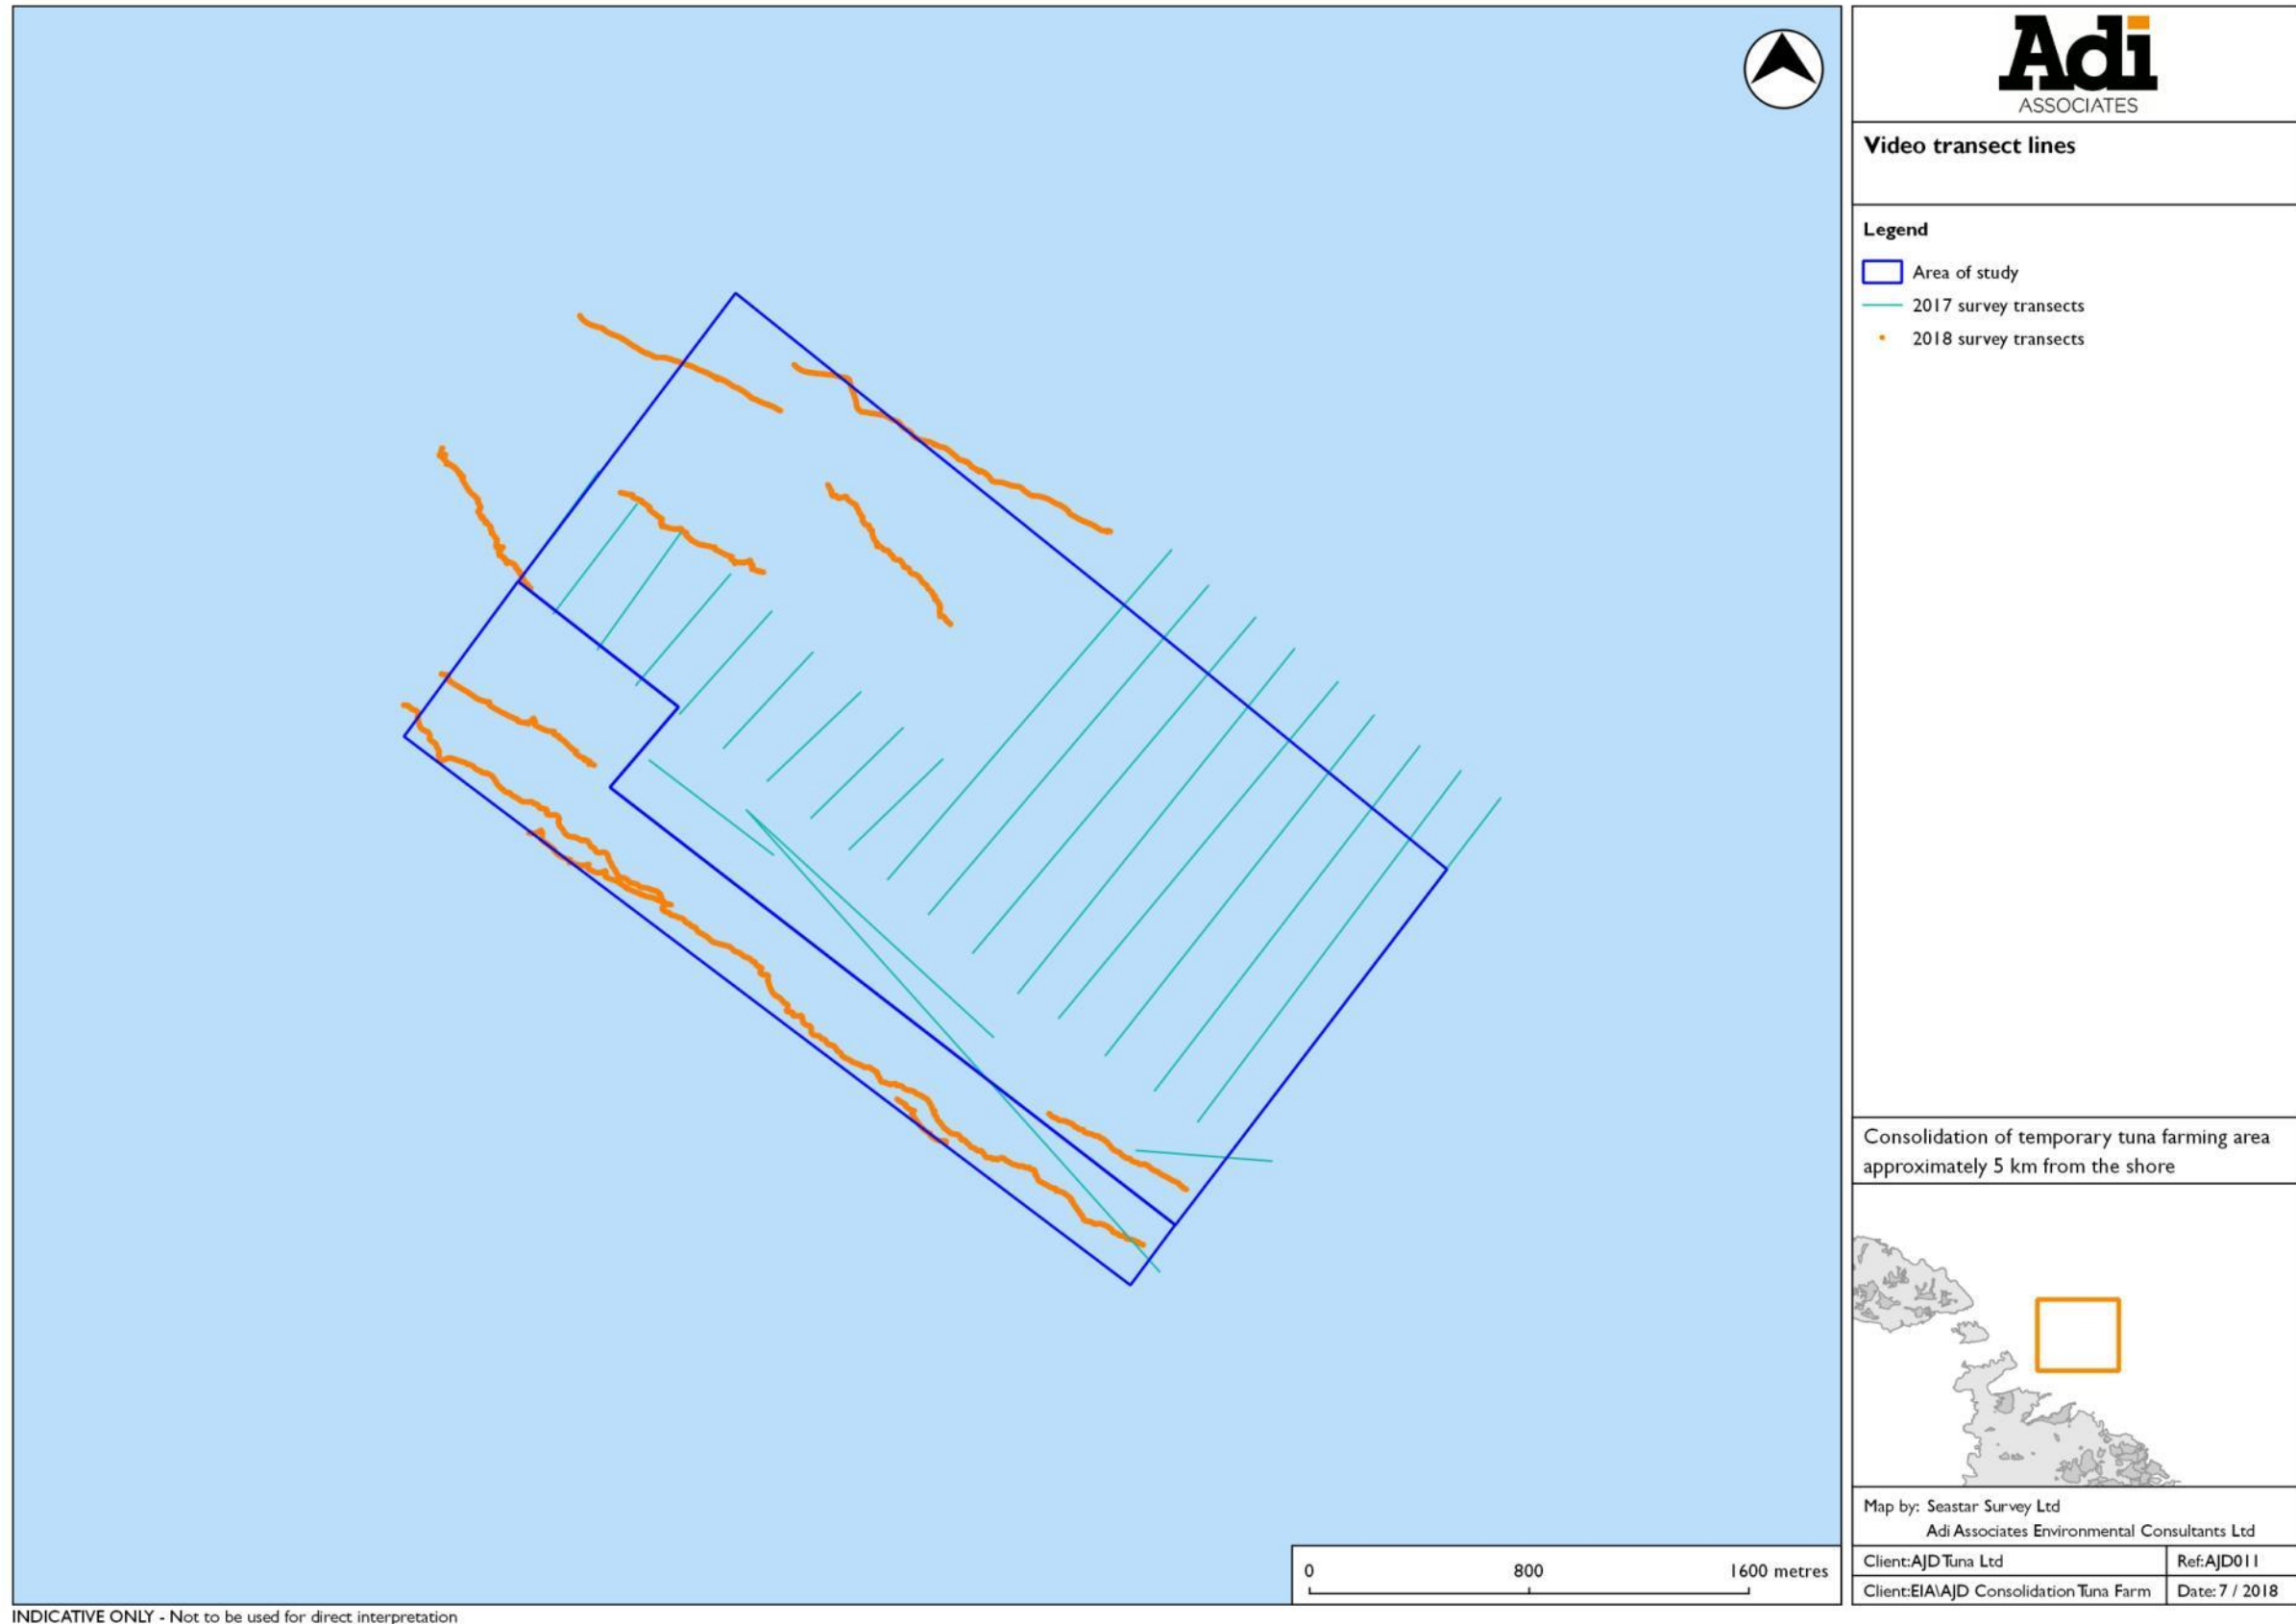 Adi
ASSOCIATES
Video transect lines
Legend
Area of study
2017 survey transects
2018 survey transects
Consolidation of temporary tuna farming area
approximately 5 km from the shore
Map by: Seastar Survey Ltd
Adi Associates Environmental Consultants Ltd
Client:AJD Tuna Ltd Ref:AJD011
Client:EIA\AJD Consolidation Tuna Farm Date: 7 / 2018
0 800 1600 metres
INDICATIVE ONLY - Not to be used for direct interpretation